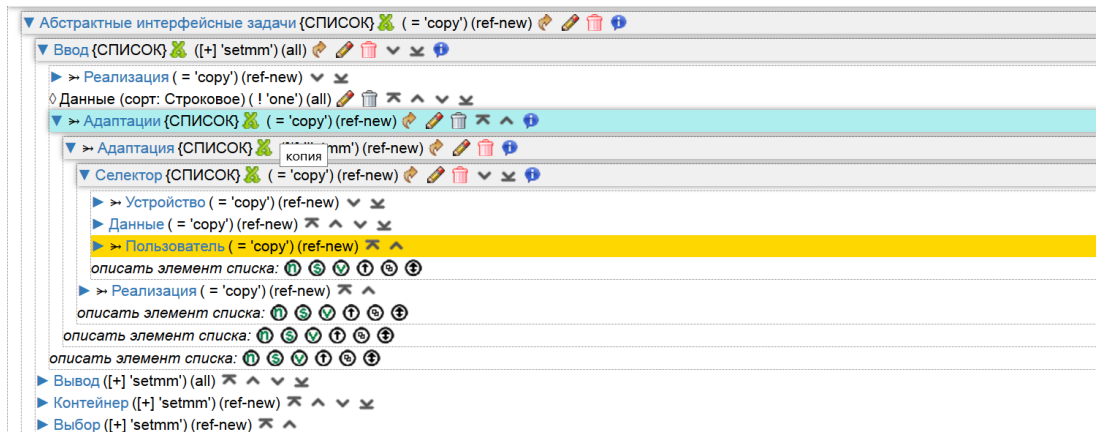 ▼ Абстрактные интерфейсные задачи {СПИСОК} ( = 'copy') (ref-new)
▼ Ввод {СПИСОК} ([+] 'setmm') (all)
► ↣ Реализация ( = 'copy') (ref-new)
◊ Данные (сорт: Строковое) ( ! 'one') (all)
▼ ↣ Адаптации {СПИСОК} ( = 'copy') (ref-new)
▼ ↣ Адаптация {СПИСОК} mm') (ref-new)
копия
▼ Селектор {СПИСОК} ( = 'copy') (ref-new)
► ↣ Устройство ( = 'copy') (ref-new)
► Данные ( = 'copy') (ref-new)
► ↣ Пользователь ( = 'copy') (ref-new)
описать элемент списка: n s v
► ↣ Реализация ( = 'copy') (ref-new)
описать элемент списка: n s v
описать элемент списка: n s v
описать элемент списка: n s v
► Вывод ([+] 'setmm') (all)
► Контейнер ([+] 'setmm') (ref-new)
► Выбор ([+] 'setmm') (ref-new)